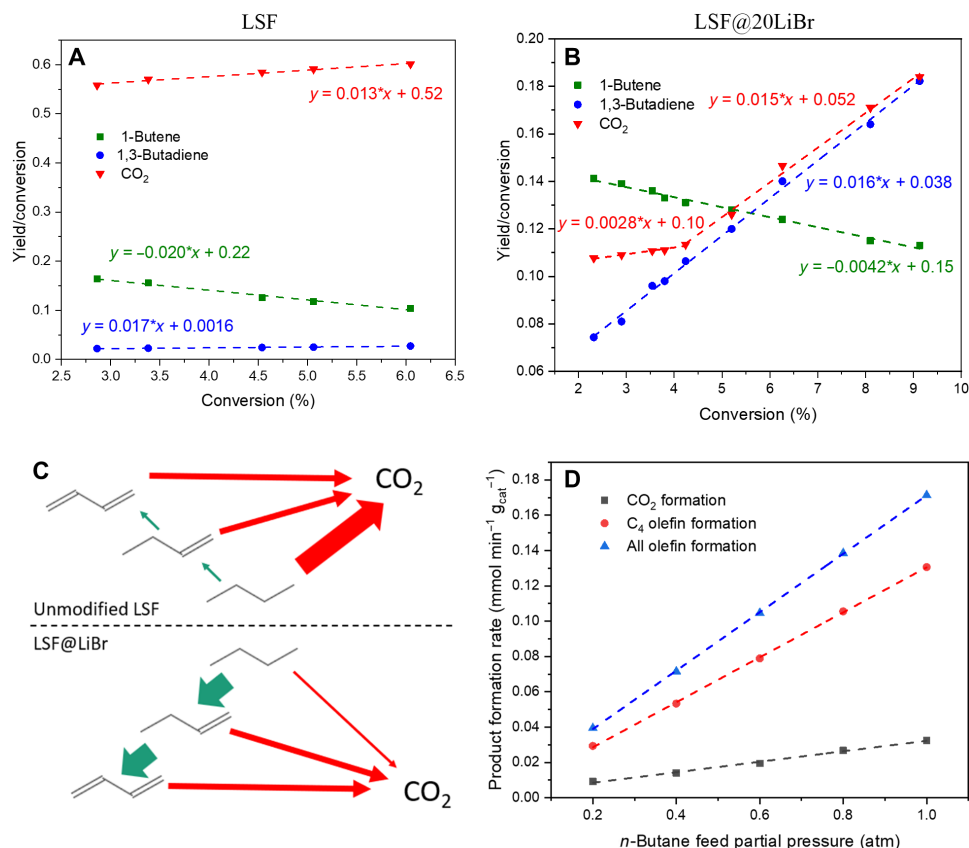 LSF
A
Yield/conversion
0.6
0.5
0.4
0.3
0.2
0.1
0.0
y = 0.013*x + 0.52
1-Butene
1,3-Butadiene
CO₂
y = −0.020*x + 0.22
y = 0.017*x + 0.0016
2.5 3.0 3.5 4.0 4.5 5.0 5.5 6.0 6.5
Conversion (%)
LSF@20LiBr
B
Yield/conversion
0.20
0.18
0.16
0.14
0.12
0.10
0.08
0.06
1-Butene
1,3-Butadiene
CO₂
y = 0.015*x + 0.052
y = 0.016*x + 0.038
y = 0.0028*x + 0.10
y = −0.0042*x + 0.15
2 3 4 5 6 7 8 9 10
Conversion (%)
C
CO₂
Unmodified LSF
LSF@LiBr
CO₂
D
Product formation rate (mmol min⁻¹ g_cat⁻¹)
0.18
0.16
0.14
0.12
0.10
0.08
0.06
0.04
0.02
0.00
CO₂ formation
C₄ olefin formation
All olefin formation
0.2 0.4 0.6 0.8 1.0
n-Butane feed partial pressure (atm)